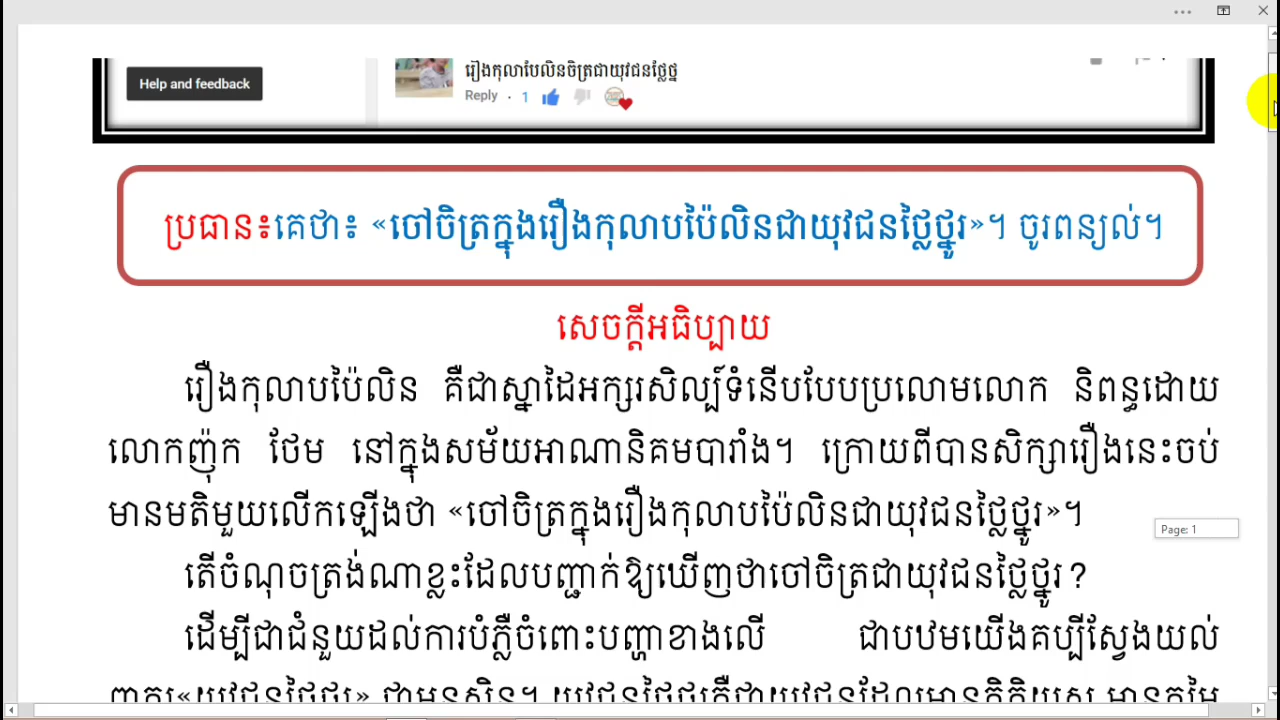 រឿងកុលាបៃលិនចិត្រជាយុវជនថ្លៃថ្នូ
Help and feedback
Reply · 1
ប្រធាន៖គេថា៖ «ចៅចិត្រក្នុងរឿងកុលាបប៉ៃលិនជាយុវជនថ្លៃថ្នូរ»។ ចូរពន្យល់។
សេចក្តីអធិប្បាយ
រឿងកុលាបប៉ៃលិន គឺជាស្នាដៃអក្សរសិល្ប៍ទំនើបបែបប្រលោមលោក និពន្ធដោយ
លោកញ៉ុក ថែម នៅក្នុងសម័យអាណានិគមបារាំង។ ក្រោយពីបានសិក្សារឿងនេះចប់
មានមតិមួយលើកឡើងថា «ចៅចិត្រក្នុងរឿងកុលាបប៉ៃលិនជាយុវជនថ្លៃថ្នូរ»។
Page: 1
តើចំណុចត្រង់ណាខ្លះដែលបញ្ជាក់ឱ្យឃើញថាចៅចិត្រជាយុវជនថ្លៃថ្នូរ?
ដើម្បីជាជំនួយដល់ការបំភ្លឺចំពោះបញ្ហាខាងលើ ជាបឋមយើងគប្បីស្វែងយល់